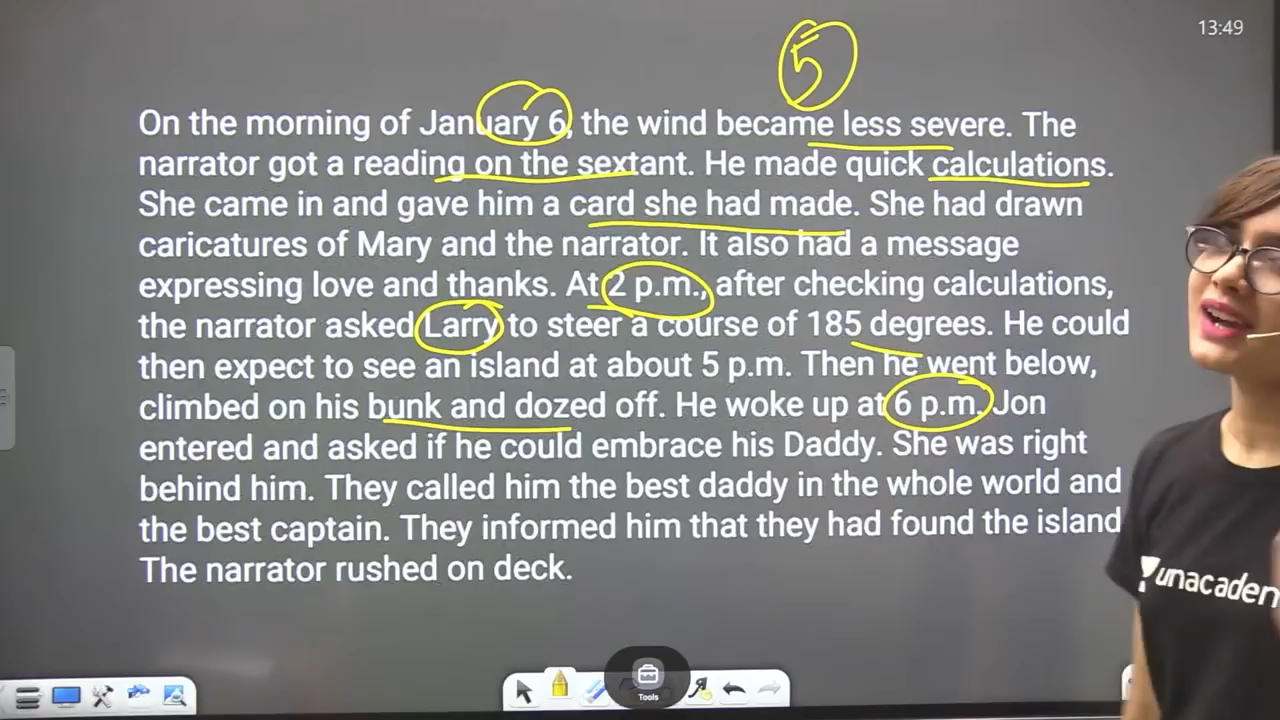 13:49
5
On the morning of January 6, the wind became less severe. The
narrator got a reading on the sextant. He made quick calculations.
She came in and gave him a card she had made. She had drawn
caricatures of Mary and the narrator. It also had a message
expressing love and thanks. At 2 p.m., after checking calculations,
the narrator asked Larry to steer a course of 185 degrees. He could
then expect to see an island at about 5 p.m. Then he went below,
climbed on his bunk and dozed off. He woke up at 6 p.m. Jon
entered and asked if he could embrace his Daddy. She was right
behind him. They called him the best daddy in the whole world and
the best captain. They informed him that they had found the island
The narrator rushed on deck.
unacadem
Tools